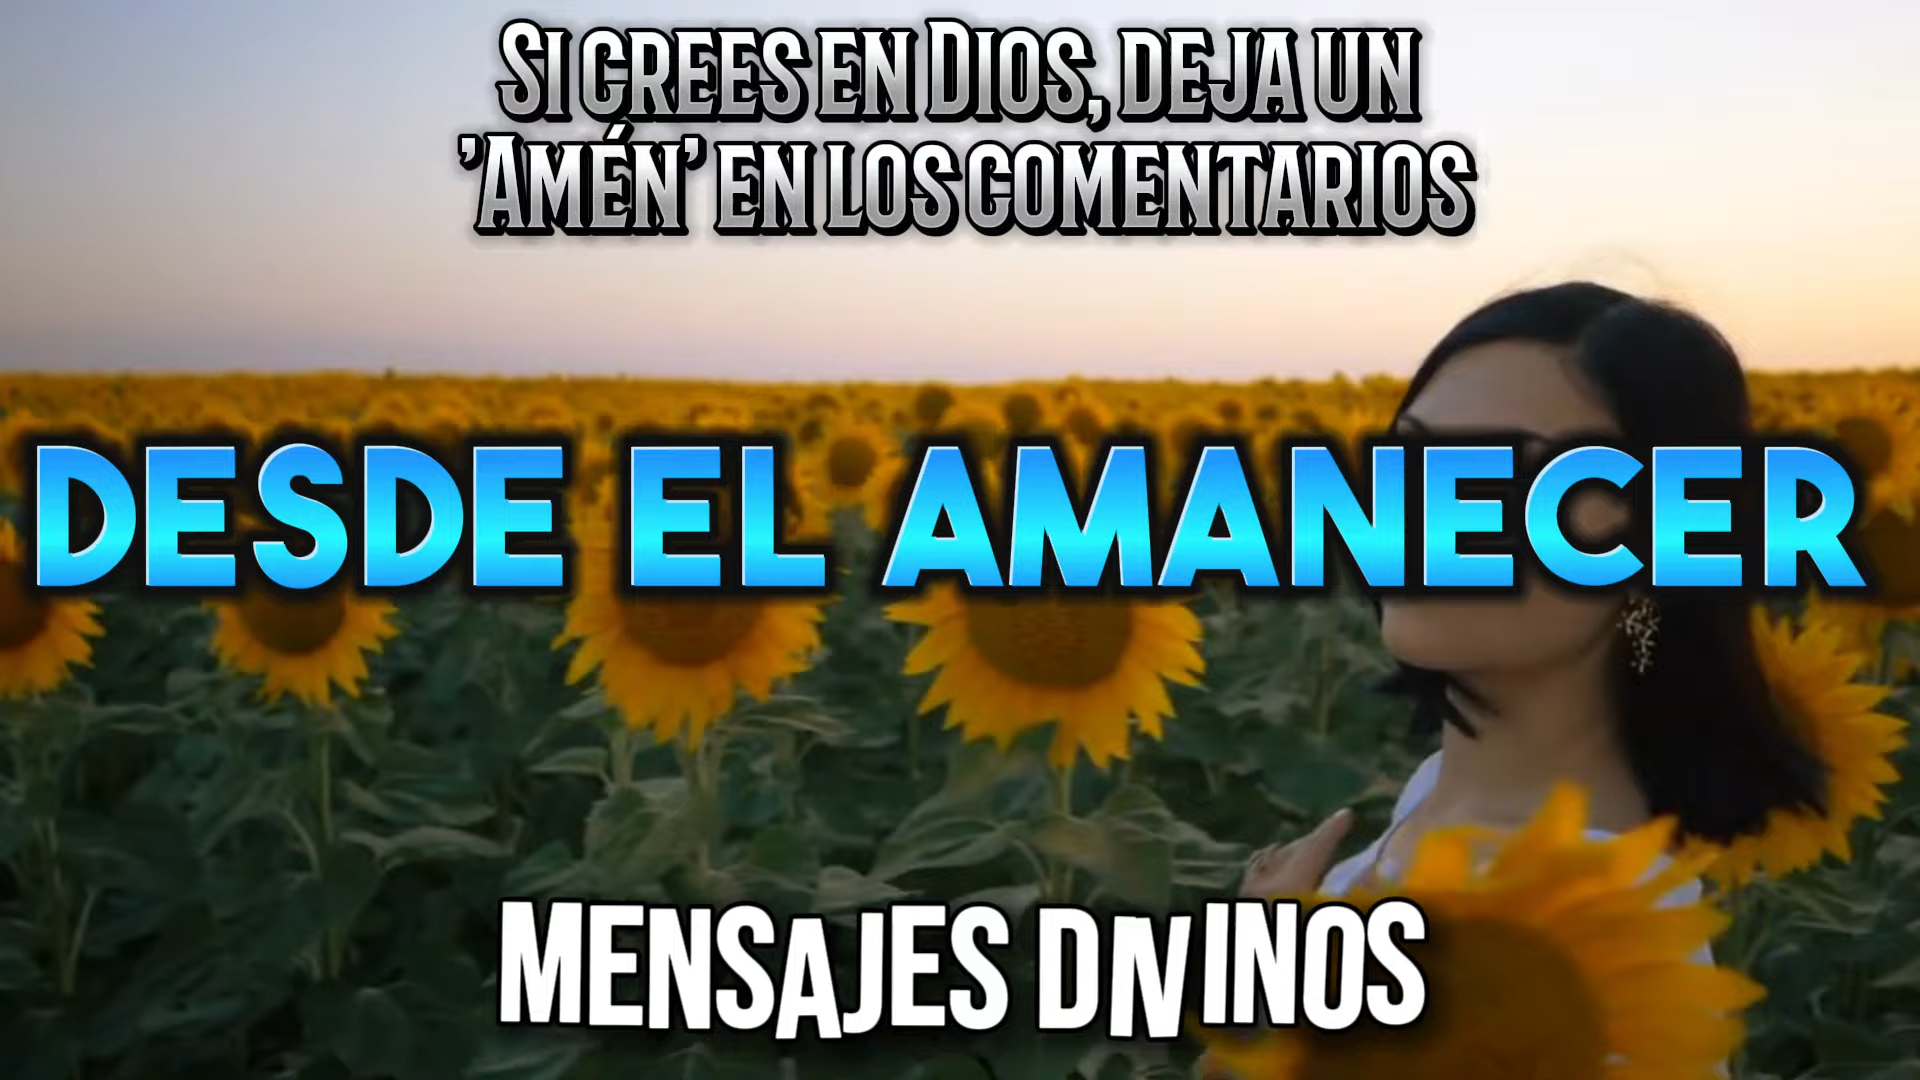 Si crees en Dios, deja un
'Amén' en los comentarios
DESDE EL AMANECER
MENSAJES DIVINOS